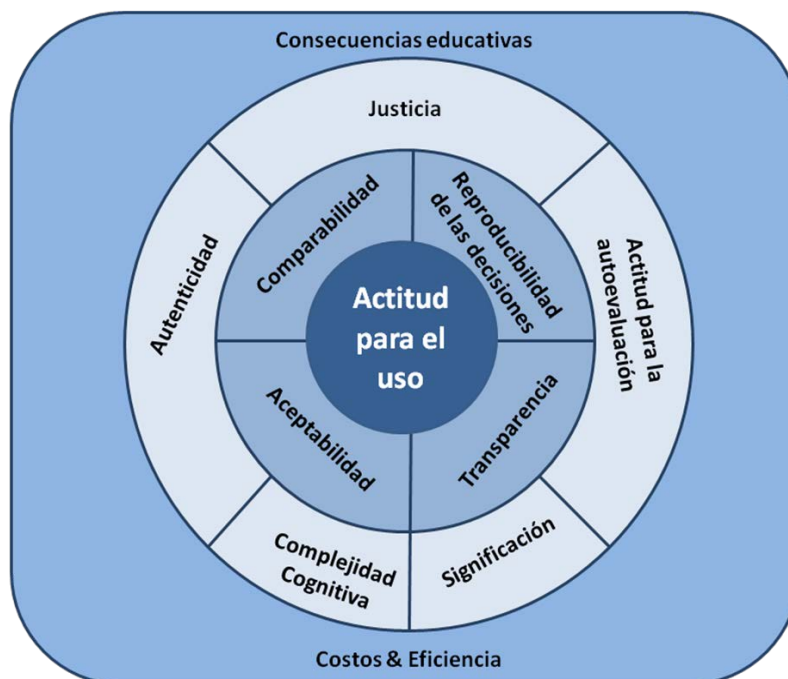 Consecuencias educativas
Justicia
Comparabilidad
Reproducibilidad
de las decisiones
Autenticidad
Actitud
para el
uso
Actitud para la
autoevaluación
Aceptabilidad
Transparencia
Complejidad
Cognitiva
Significación
Costos & Eficiencia